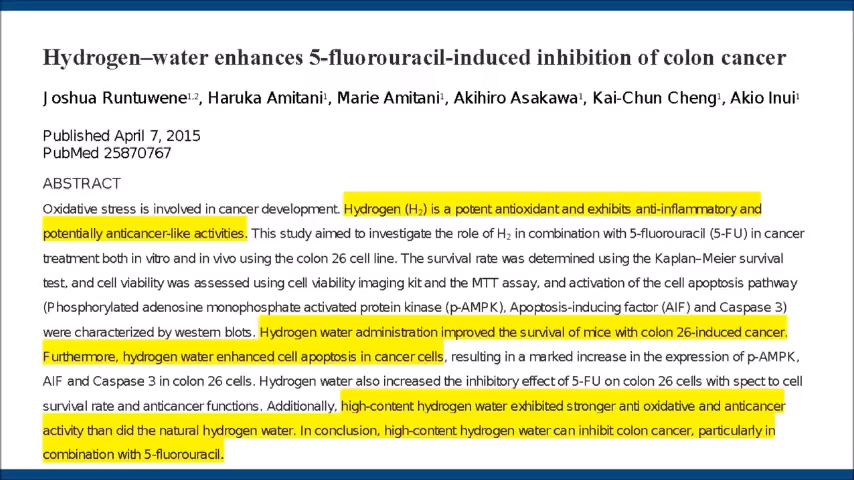 Hydrogen–water enhances 5-fluorouracil-induced inhibition of colon cancer
Joshua Runtuwene1,2, Haruka Amitani1, Marie Amitani1, Akihiro Asakawa1, Kai-Chun Cheng1, Akio Inui1
Published April 7, 2015
PubMed 25870767
ABSTRACT
Oxidative stress is involved in cancer development. Hydrogen (H2) is a potent antioxidant and exhibits anti-inflammatory and
potentially anticancer-like activities. This study aimed to investigate the role of H2 in combination with 5-fluorouracil (5-FU) in cancer
treatment both in vitro and in vivo using the colon 26 cell line. The survival rate was determined using the Kaplan–Meier survival
test, and cell viability was assessed using cell viability imaging kit and the MTT assay, and activation of the cell apoptosis pathway
(Phosphorylated adenosine monophosphate activated protein kinase (p-AMPK), Apoptosis-inducing factor (AIF) and Caspase 3)
were characterized by western blots. Hydrogen water administration improved the survival of mice with colon 26-induced cancer.
Furthermore, hydrogen water enhanced cell apoptosis in cancer cells, resulting in a marked increase in the expression of p-AMPK,
AIF and Caspase 3 in colon 26 cells. Hydrogen water also increased the inhibitory effect of 5-FU on colon 26 cells with spect to cell
survival rate and anticancer functions. Additionally, high-content hydrogen water exhibited stronger anti oxidative and anticancer
activity than did the natural hydrogen water. In conclusion, high-content hydrogen water can inhibit colon cancer, particularly in
combination with 5-fluorouracil.